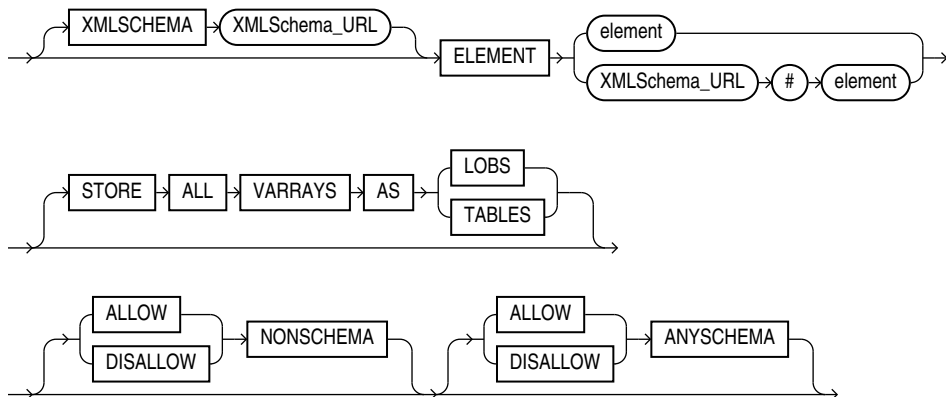 XMLSCHEMA XMLSchema_URL
ELEMENT element
XMLSchema_URL # element
STORE ALL VARRAYS AS LOBS
TABLES
ALLOW NONSCHEMA ALLOW ANYSCHEMA
DISALLOW DISALLOW